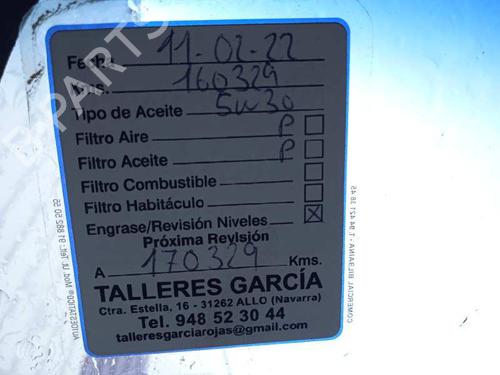 Fecha 11-02-22
Kms. 160329
Tipo de Aceite 5w30
Filtro Aire P
Filtro Aceite P
Filtro Combustible
Filtro Habitáculo
Engrase/Revisión Niveles X
Próxima Revisión
A 170329 Kms.
TALLERES GARCÍA
Ctra. Estella, 16 - 31262 ALLO (Navarra)
Tel. 948 52 30 44
talleresgarciarojas@gmail.com
B-PARTS